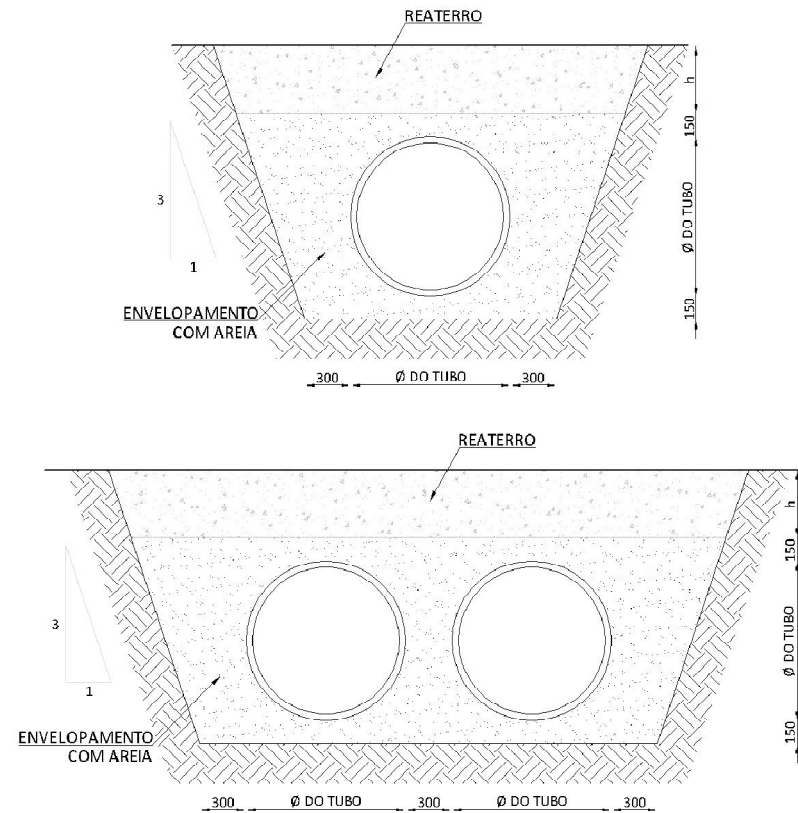 REATERRO
h
150
3
Ø DO TUBO
1
ENVELOPAMENTO
COM AREIA
150
300 Ø DO TUBO 300
REATERRO
h
150
3
Ø DO TUBO
1
ENVELOPAMENTO
COM AREIA
150
300 Ø DO TUBO 300 Ø DO TUBO 300